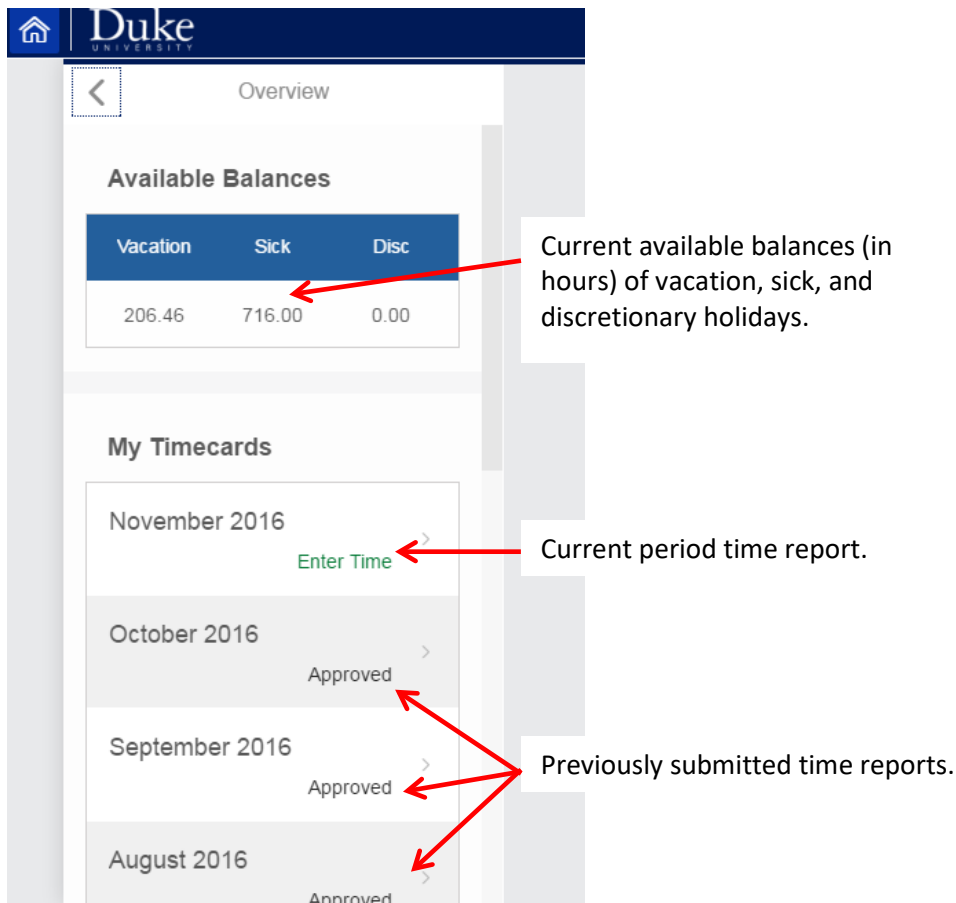 Duke
UNIVERSITY
Overview
Available Balances
Vacation Sick Disc
206.46 716.00 0.00
Current available balances (in
hours) of vacation, sick, and
discretionary holidays.
My Timecards
November 2016
Enter Time
Current period time report.
October 2016
Approved
September 2016
Approved
Previously submitted time reports.
August 2016
Approved